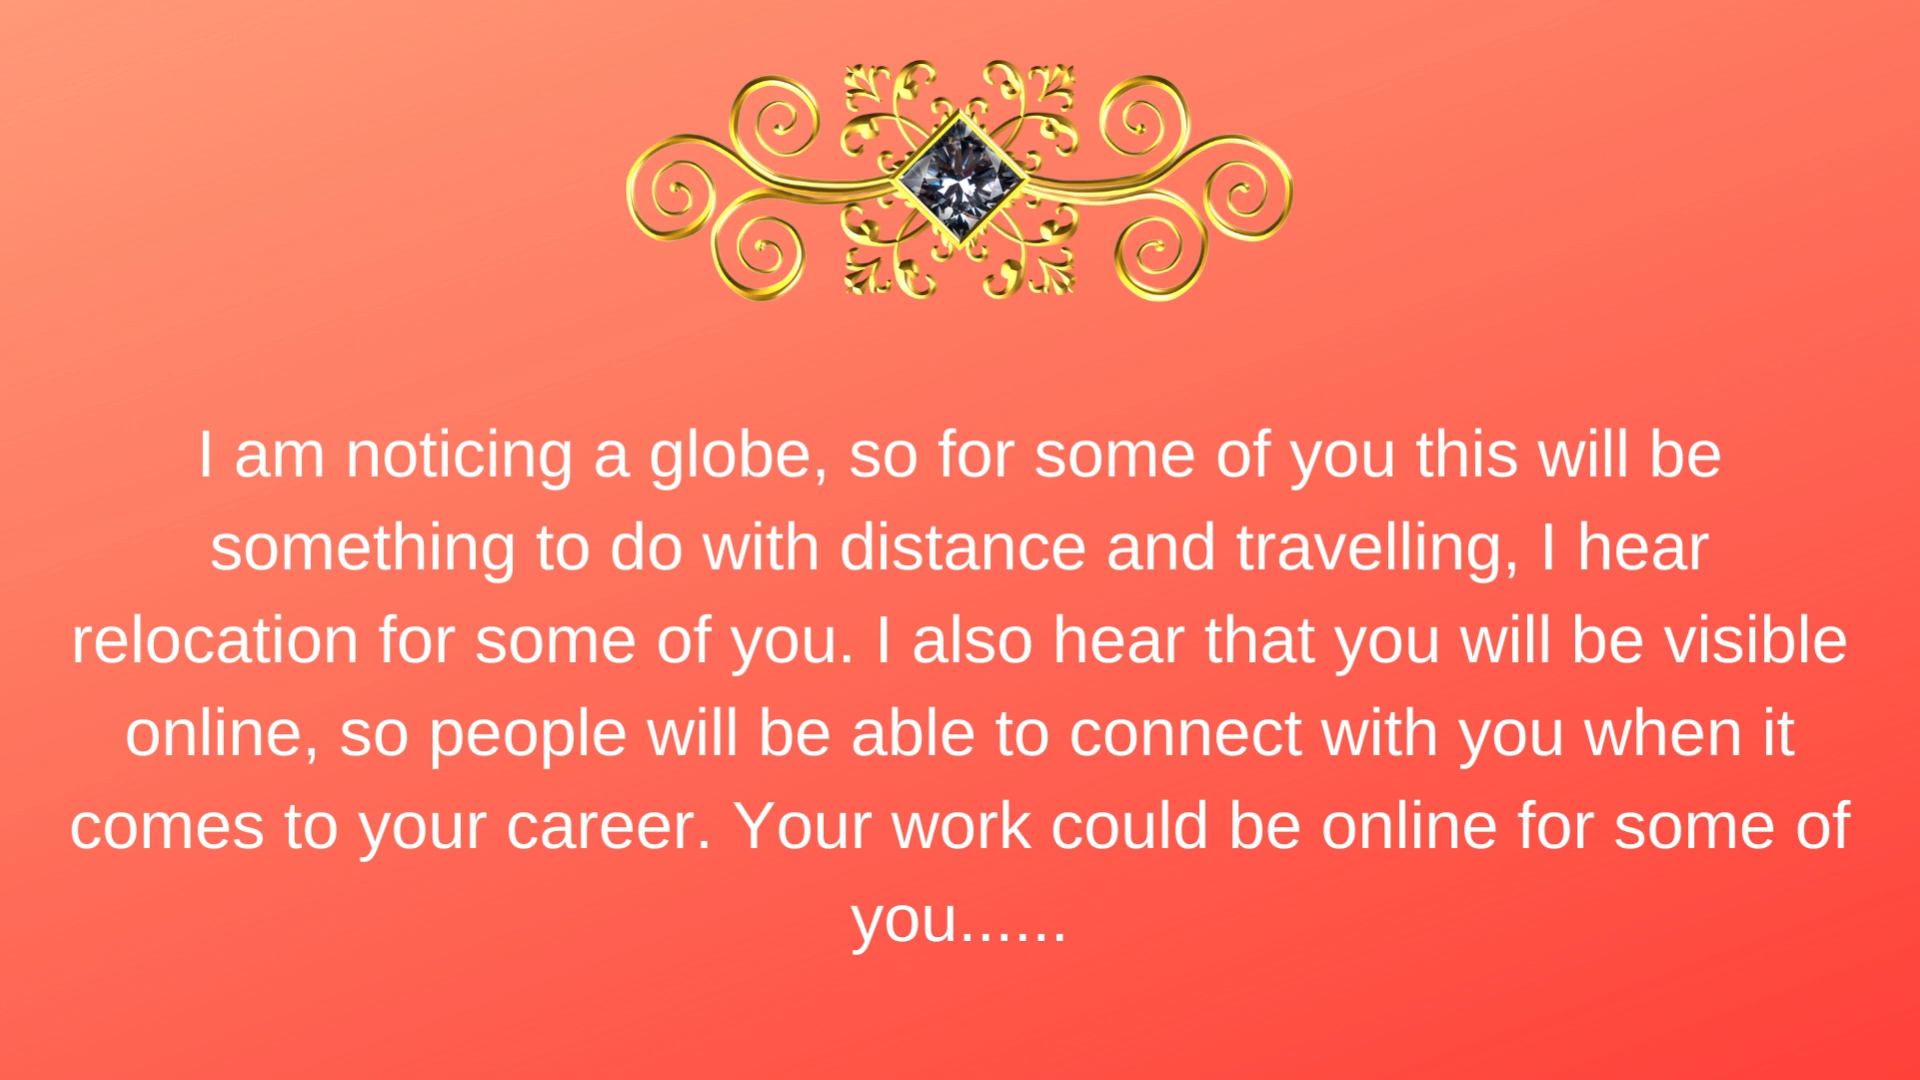 I am noticing a globe, so for some of you this will be
something to do with distance and travelling, I hear
relocation for some of you. I also hear that you will be visible
online, so people will be able to connect with you when it
comes to your career. Your work could be online for some of
you......